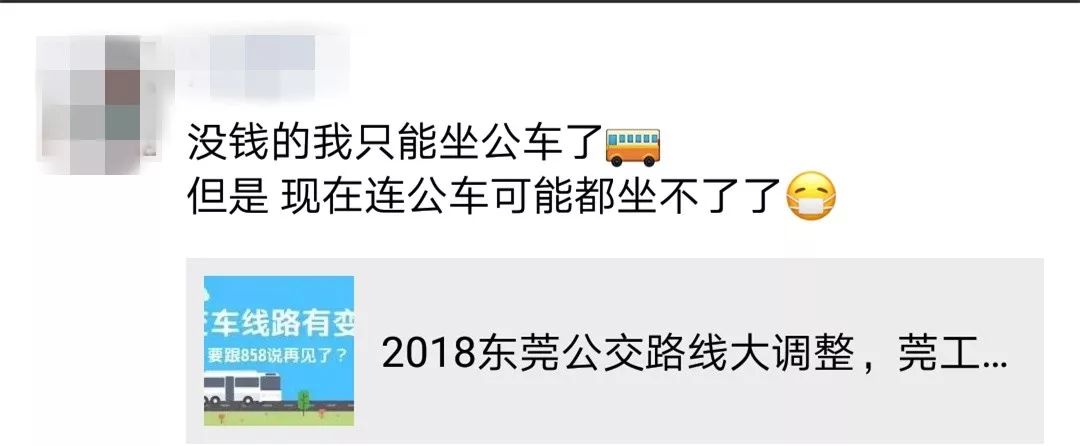 没钱的我只能坐公车了🚌
但是 现在连公车可能都坐不了了😷
车线路有变
要跟858说再见了？
2018东莞公交路线大调整，莞工...